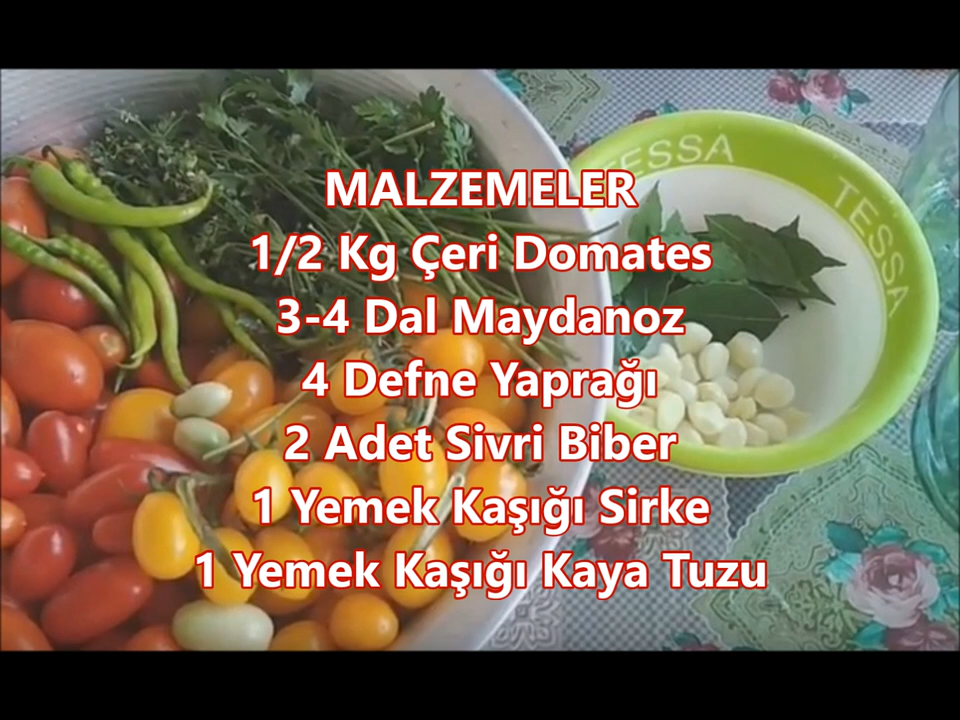 TESSA
TESSA
MALZEMELER
1/2 Kg Çeri Domates
3-4 Dal Maydanoz
4 Defne Yaprağı
2 Adet Sivri Biber
1 Yemek Kaşığı Sirke
1 Yemek Kaşığı Kaya Tuzu